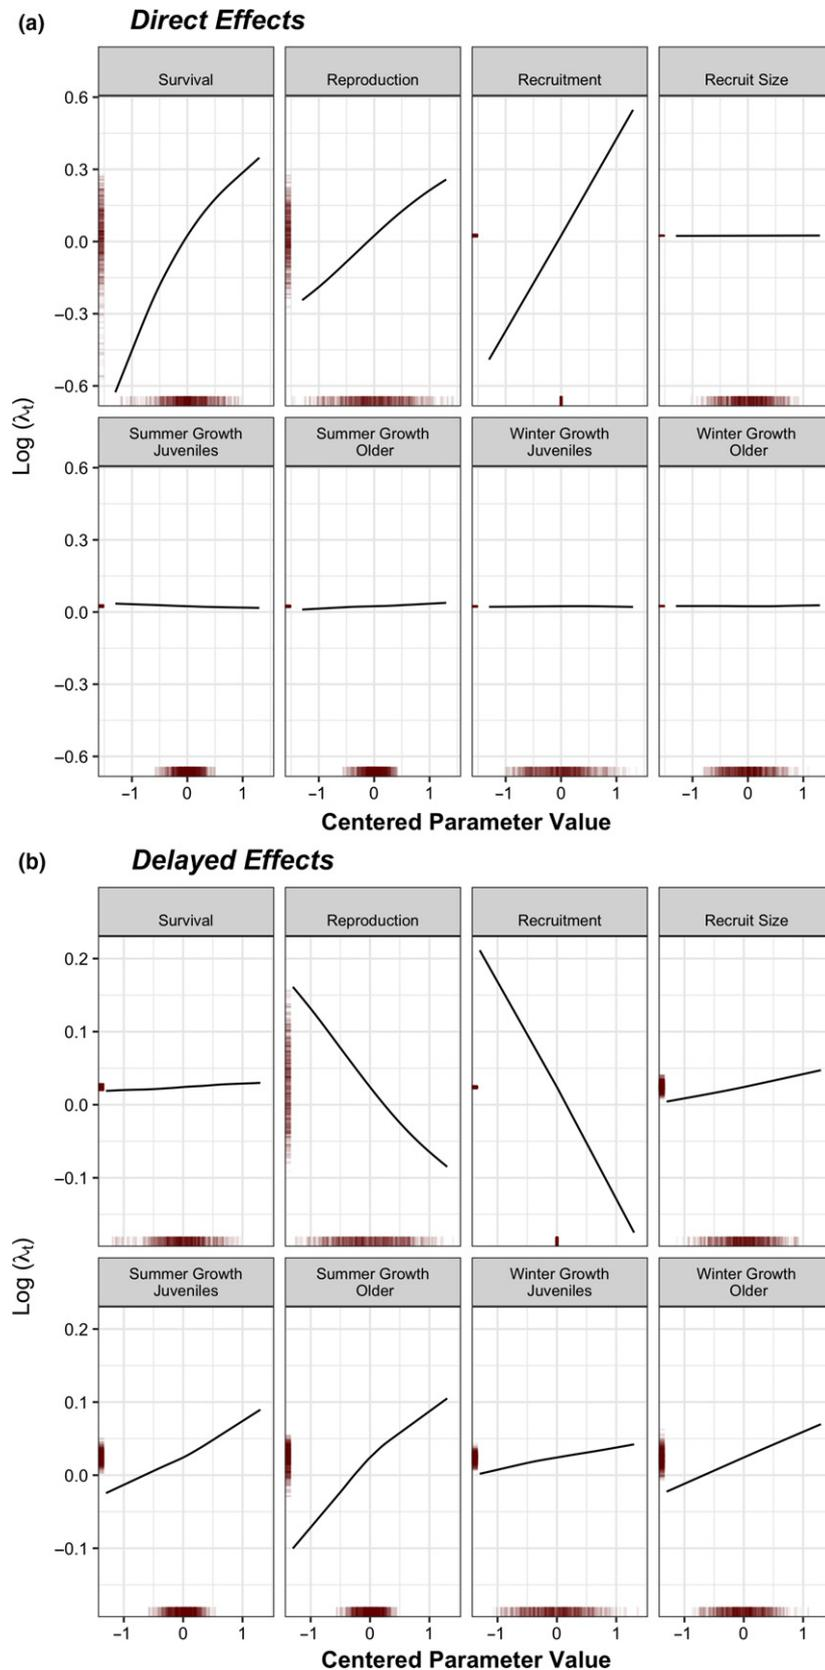 (a) Direct Effects
Survival Reproduction Recruitment Recruit Size
0.6
0.3
0.0
−0.3
−0.6
Summer Growth Juveniles Summer Growth Older Winter Growth Juveniles Winter Growth Older
0.6
0.3
0.0
−0.3
−0.6
Log (λt)
−1 0 1 −1 0 1 −1 0 1 −1 0 1
Centered Parameter Value
(b) Delayed Effects
Survival Reproduction Recruitment Recruit Size
0.2
0.1
0.0
−0.1
Summer Growth Juveniles Summer Growth Older Winter Growth Juveniles Winter Growth Older
0.2
0.1
0.0
−0.1
Log (λt)
−1 0 1 −1 0 1 −1 0 1 −1 0 1
Centered Parameter Value